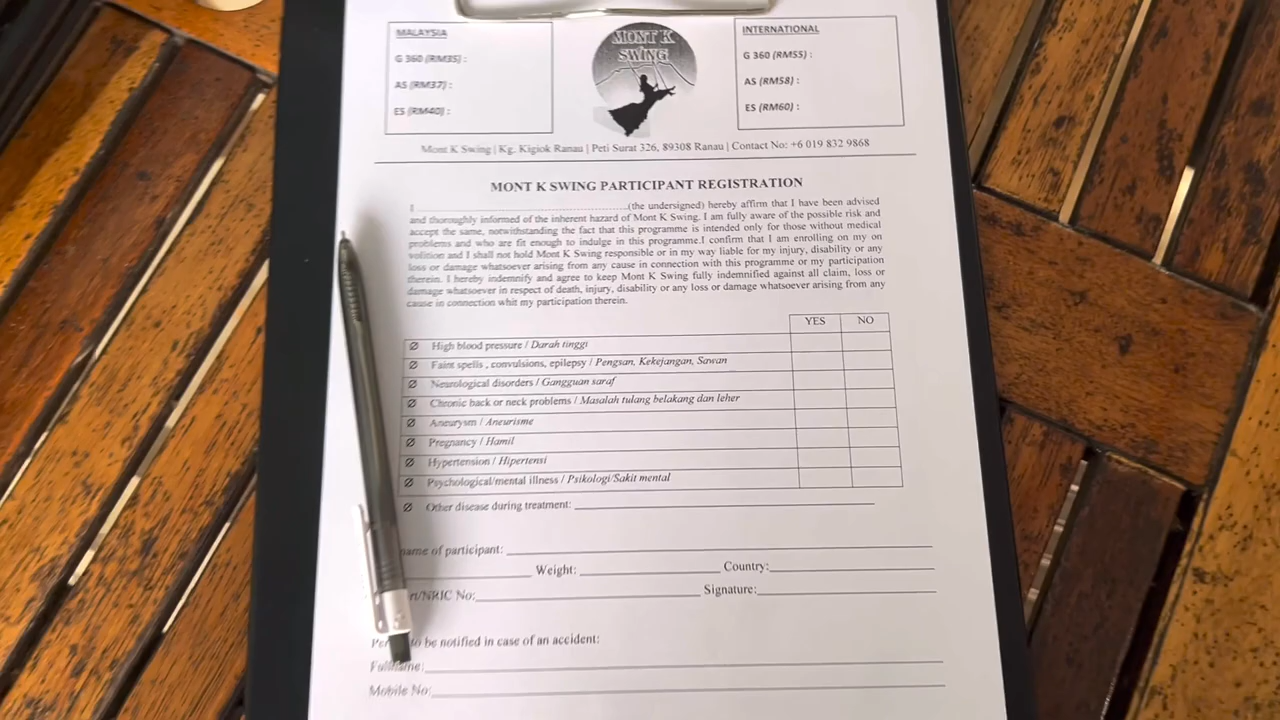 MALAYSIA
G 360 (RM35) :
AS (RM37) :
ES (RM40) :
MONT K
SWING
INTERNATIONAL
G 360 (RM55) :
AS (RM58) :
ES (RM60) :
Mont K Swing | Kg. Kigiok Ranau | Peti Surat 326, 89308 Ranau | Contact No: +6 019 832 9868
MONT K SWING PARTICIPANT REGISTRATION
I ........................................(the undersigned) hereby affirm that I have been advised
and thoroughly informed of the inherent hazard of Mont K Swing. I am fully aware of the possible risk and
accept the same, notwithstanding the fact that this programme is intended only for those without medical
problems and who are fit enough to indulge in this programme.I confirm that I am enrolling on my on
volition and I shall not hold Mont K Swing responsible or in my way liable for my injury, disability or any
loss or damage whatsoever arising from any cause in connection with this programme or my participation
therein. I hereby indemnify and agree to keep Mont K Swing fully indemnified against all claim, loss or
damage whatsoever in respect of death, injury, disability or any loss or damage whatsoever arising from any
cause in connection whit my participation therein.
YES NO
High blood pressure / Darah tinggi
Faint spells , convulsions, epilepsy / Pengsan, Kekejangan, Sawan
Neurological disorders / Gangguan saraf
Chronic back or neck problems / Masalah tulang belakang dan leher
Aneurysm / Aneurisme
Pregnancy / Hamil
Hypertension / Hipertensi
Psychological/mental illness / Psikologi/Sakit mental
Other disease during treatment:
name of participant:
Weight: Country:
rt/NRIC No: Signature:
to be notified in case of an accident:
Mobile No: